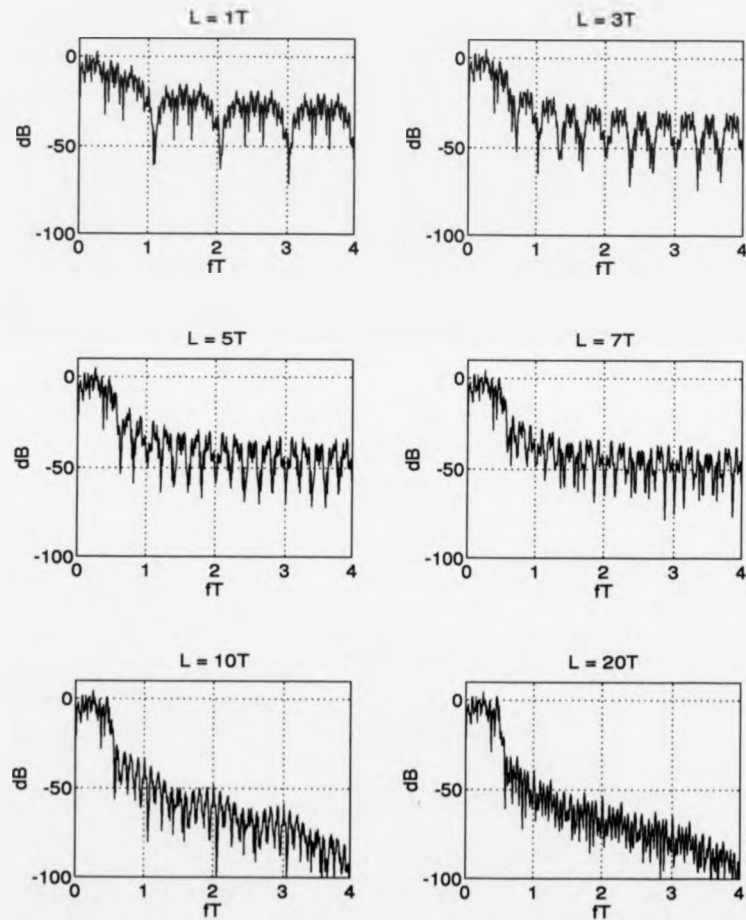 L = 1T
0
-50
-100
dB
0 1 2 3 4
fT
L = 3T
0
-50
-100
dB
0 1 2 3 4
fT
L = 5T
0
-50
-100
dB
0 1 2 3 4
fT
L = 7T
0
-50
-100
dB
0 1 2 3 4
fT
L = 10T
0
-50
-100
dB
0 1 2 3 4
fT
L = 20T
0
-50
-100
dB
0 1 2 3 4
fT